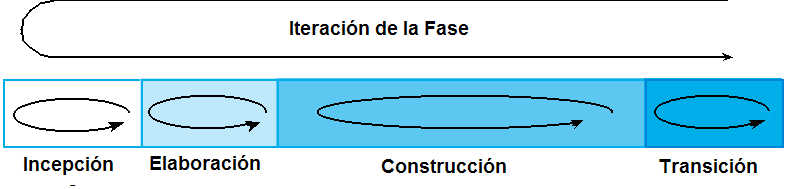 Iteración de la Fase
Incepción Elaboración Construcción Transición